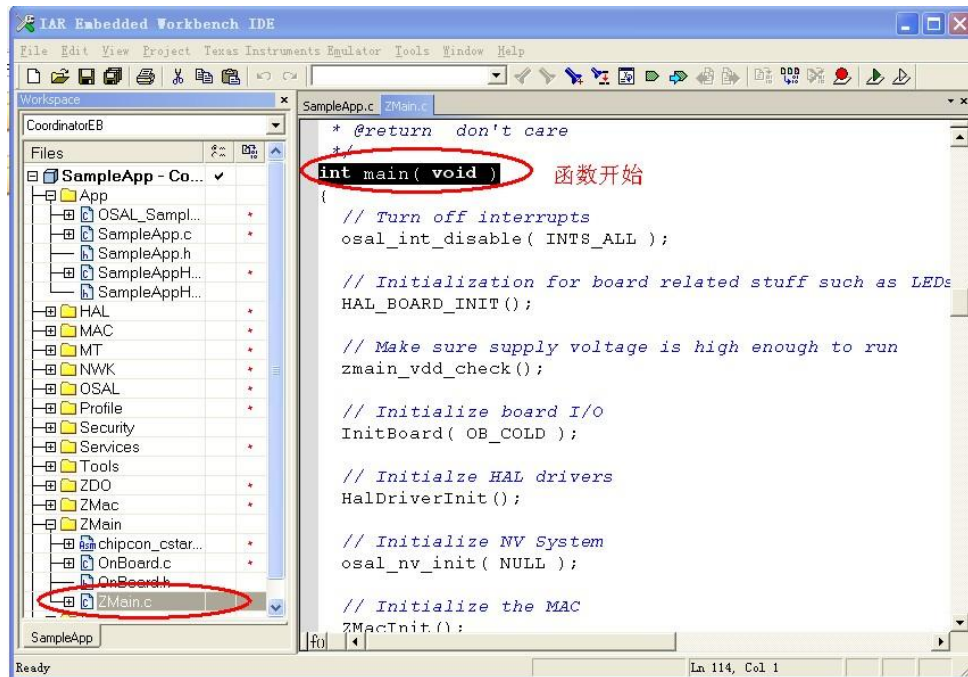 IAR Embedded Workbench IDE
File Edit View Project Texas Instruments Emulator Tools Window Help
Workspace
CoordinatorEB
Files
SampleApp - Co...
App
OSAL_Sampl...
SampleApp.c
SampleApp.h
SampleAppH...
SampleAppH...
HAL
MAC
MT
NWK
OSAL
Profile
Security
Services
Tools
ZDO
ZMac
ZMain
chipcon_cstar...
OnBoard.c
OnBoard.h
ZMain.c
SampleApp
SampleApp.c ZMain.c
* @return don't care
*/
int main( void ) 函数开始
{
// Turn off interrupts
osal_int_disable( INTS_ALL );
// Initialization for board related stuff such as LEDs
HAL_BOARD_INIT();
// Make sure supply voltage is high enough to run
zmain_vdd_check();
// Initialize board I/O
InitBoard( OB_COLD );
// Initialze HAL drivers
HalDriverInit();
// Initialize NV System
osal_nv_init( NULL );
// Initialize the MAC
ZMacInit();
f()
Ready
Ln 114, Col 1